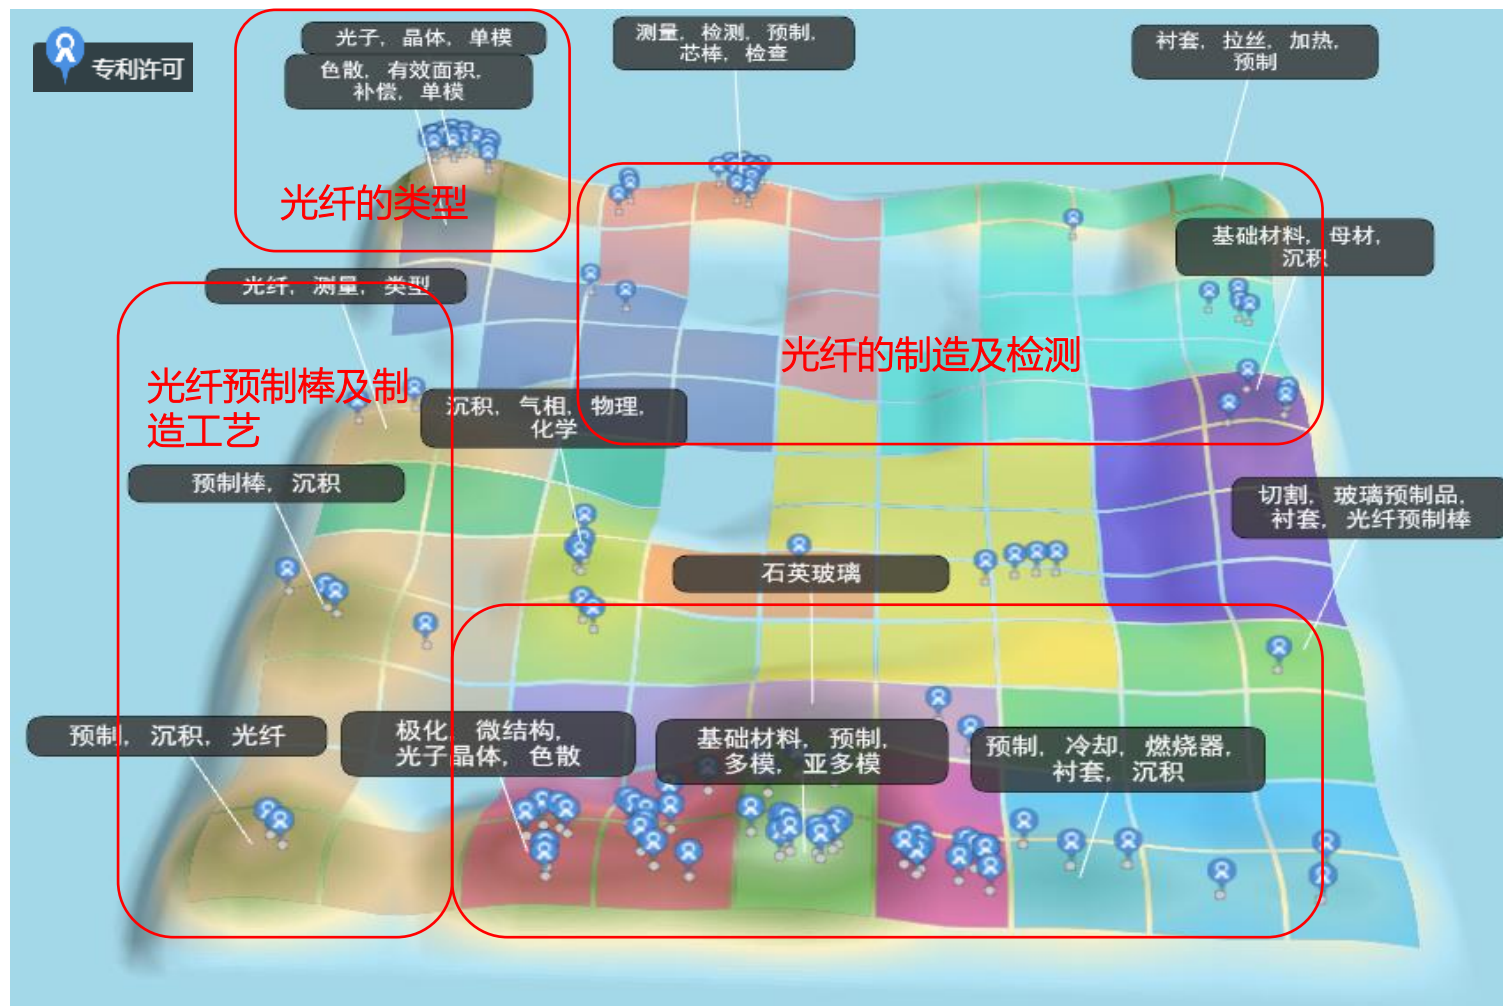 专利许可
光子, 晶体, 单模
色散, 有效面积,
补偿, 单模
测量, 检测, 预制,
芯棒, 检查
衬套, 拉丝, 加热,
预制
光纤的类型
基础材料, 母材,
沉积
光纤, 测量, 类型
光纤的制造及检测
光纤预制棒及制
造工艺
沉积, 气相, 物理,
化学
预制棒, 沉积
切割, 玻璃预制品,
衬套, 光纤预制棒
石英玻璃
预制, 沉积, 光纤
极化, 微结构,
光子晶体, 色散
基础材料, 预制,
多模, 亚多模
预制, 冷却, 燃烧器,
衬套, 沉积